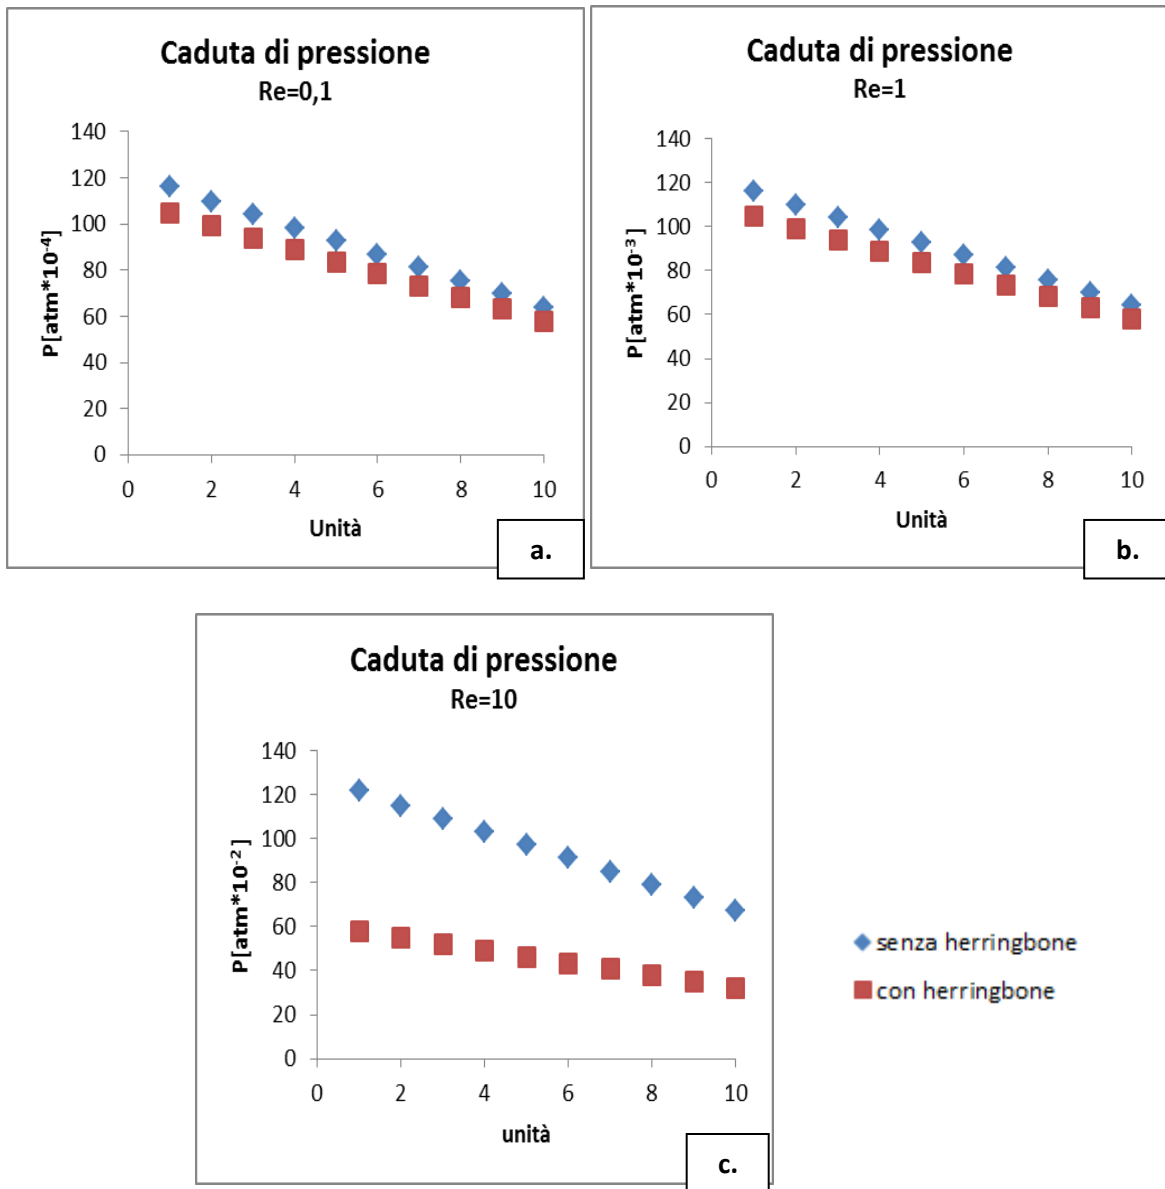 Caduta di pressione
Re=0,1
140
120
100
80
60
40
20
0
P[atm*10⁻⁴]
0 2 4 6 8 10
Unità
a.
Caduta di pressione
Re=1
140
120
100
80
60
40
20
0
P[atm*10⁻³]
0 2 4 6 8 10
Unità
b.
Caduta di pressione
Re=10
140
120
100
80
60
40
20
0
P[atm*10⁻²]
0 2 4 6 8 10
unità
c.
senza herringbone
con herringbone